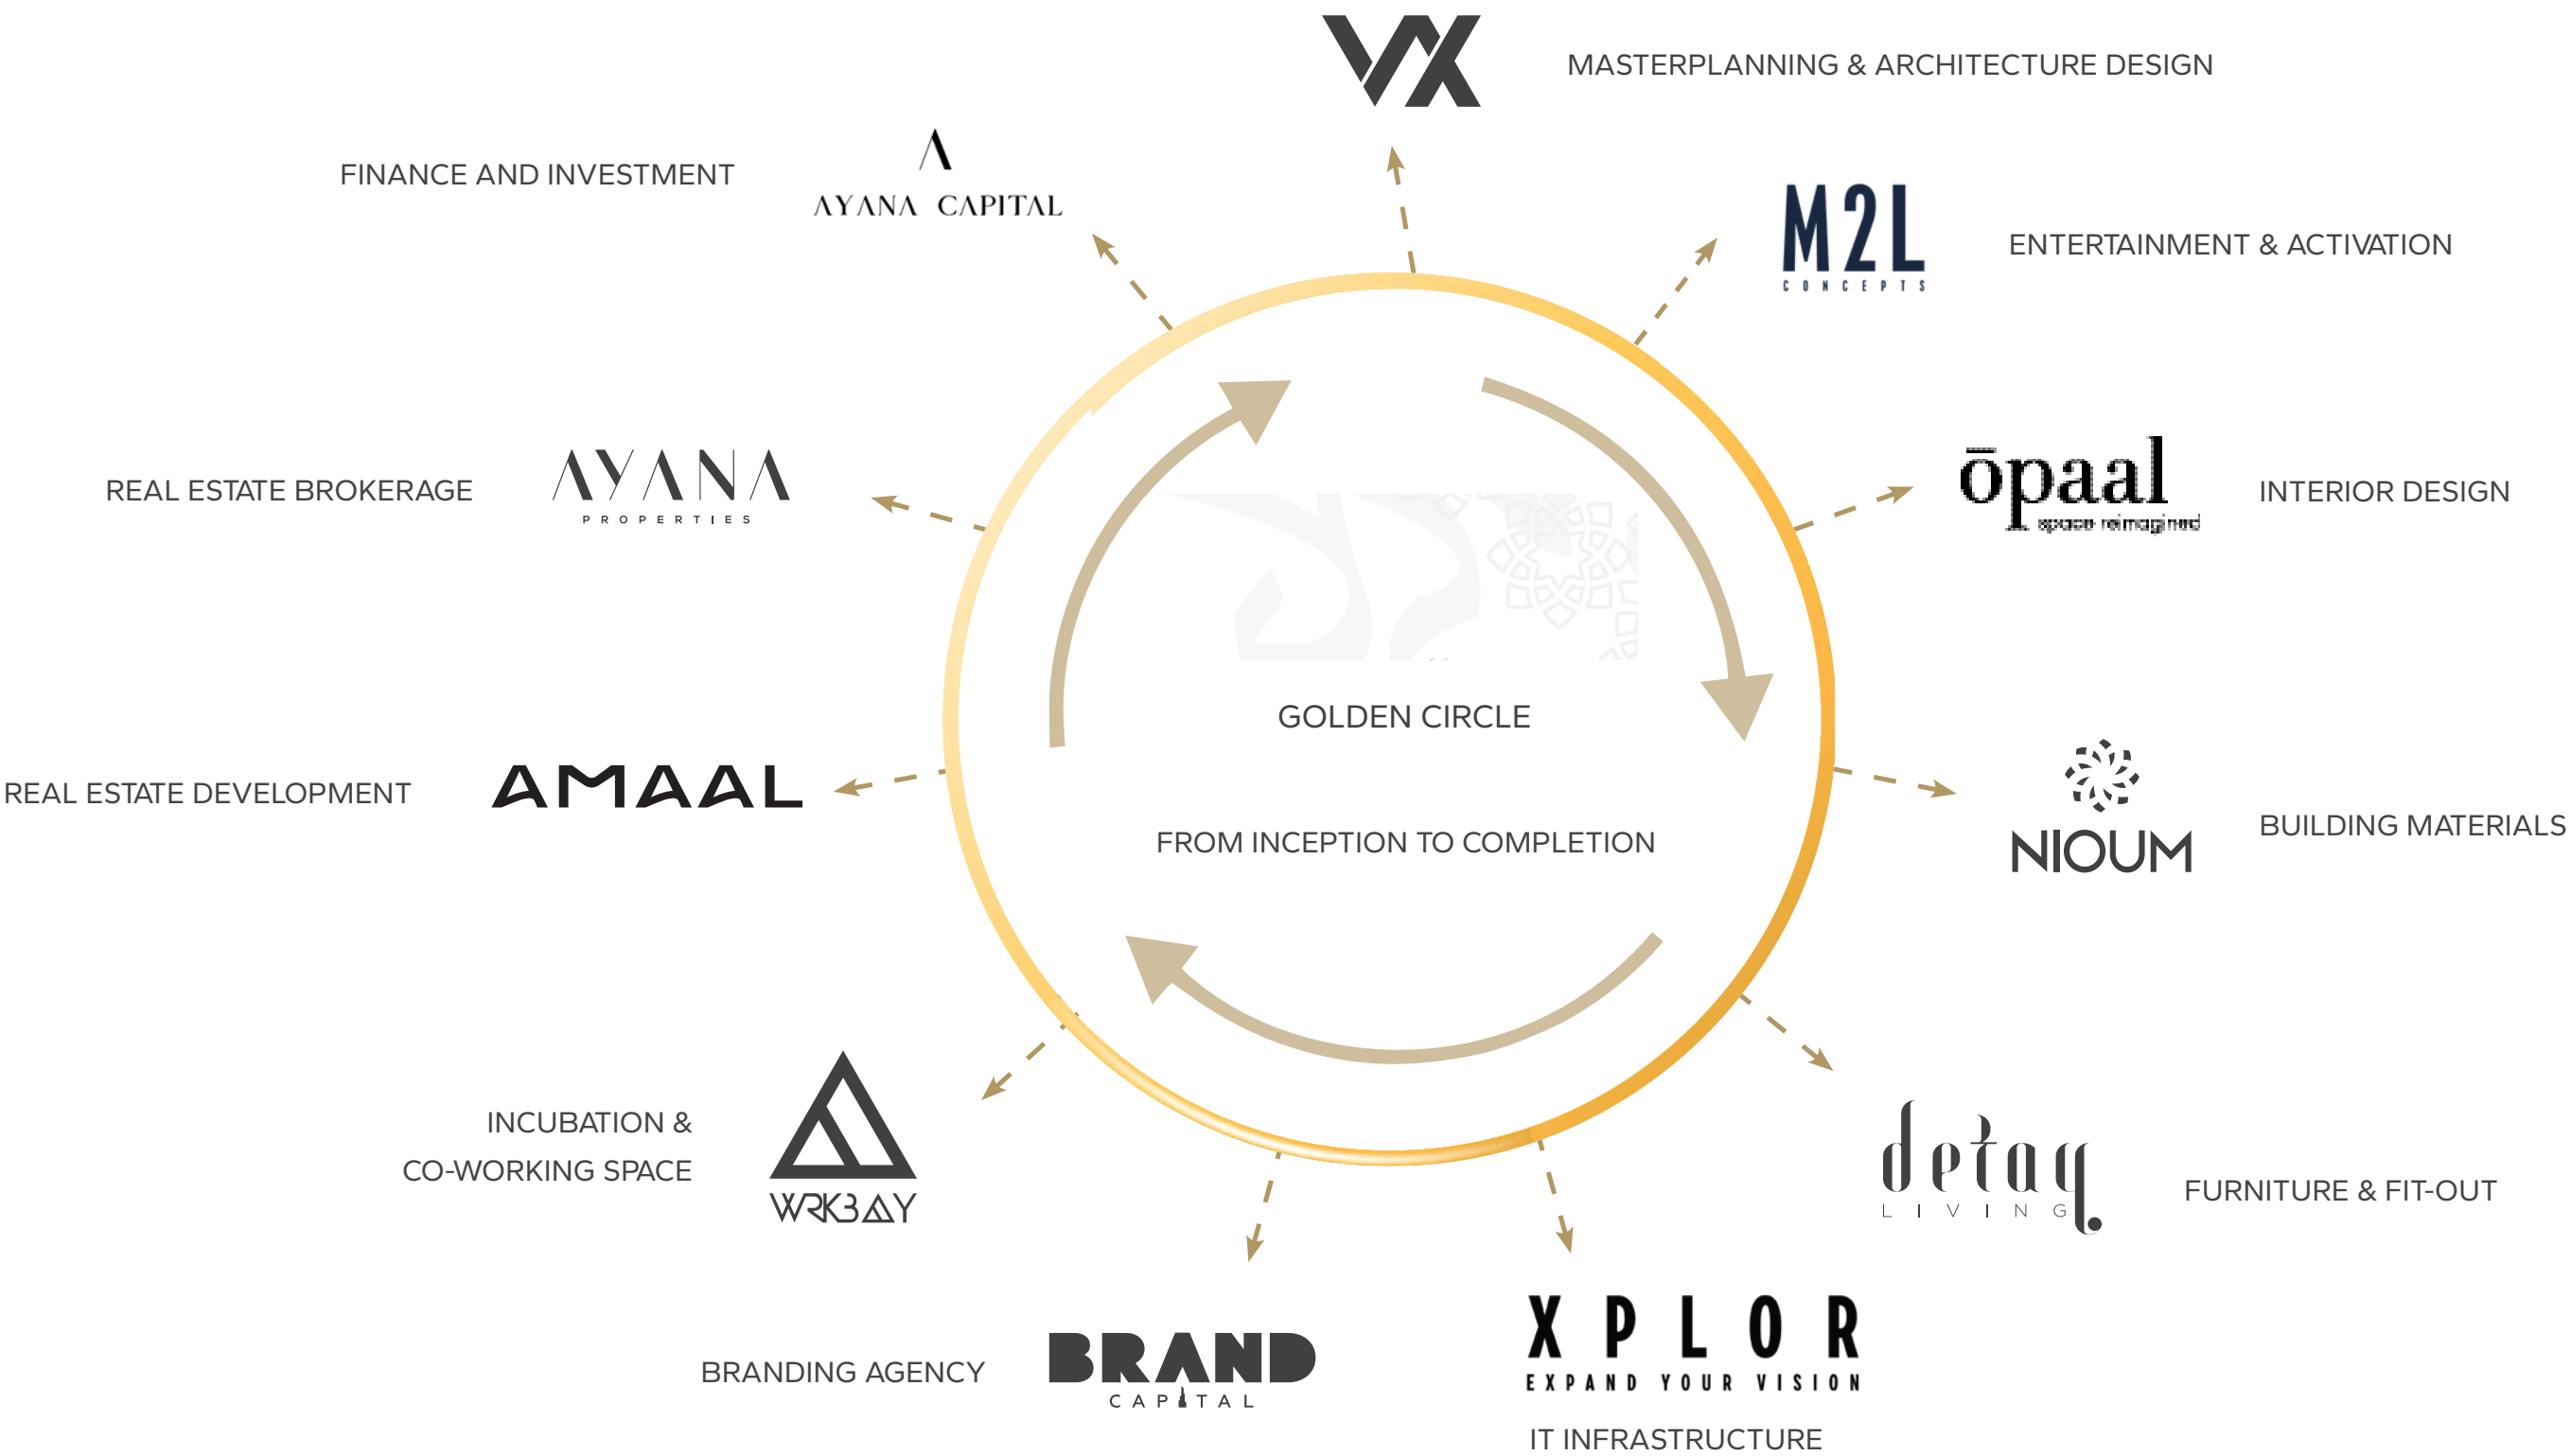 VX
MASTERPLANNING & ARCHITECTURE DESIGN
FINANCE AND INVESTMENT
AYANA CAPITAL
M2L
CONCEPTS
ENTERTAINMENT & ACTIVATION
REAL ESTATE BROKERAGE
AYANA
PROPERTIES
ōpaal
space reimagined
INTERIOR DESIGN
GOLDEN CIRCLE
FROM INCEPTION TO COMPLETION
REAL ESTATE DEVELOPMENT
AMAAL
NIOUM
BUILDING MATERIALS
INCUBATION &
CO-WORKING SPACE
WRKBAY
detaq
LIVING
FURNITURE & FIT-OUT
BRANDING AGENCY
BRAND
CAPITAL
XPLOR
EXPAND YOUR VISION
IT INFRASTRUCTURE